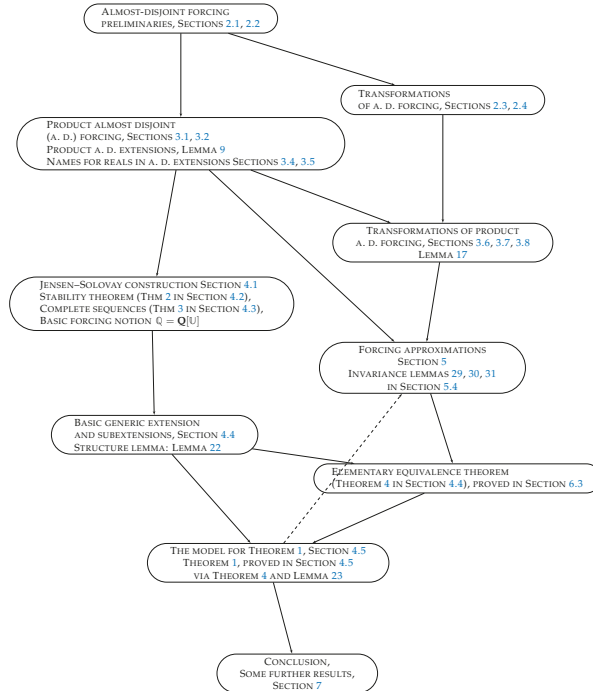 ALMOST-DISJOINT FORCING
PRELIMINARIES, SECTIONS 2.1, 2.2
TRANSFORMATIONS
OF A. D. FORCING, SECTIONS 2.3, 2.4
PRODUCT ALMOST DISJOINT
(A. D.) FORCING, SECTIONS 3.1, 3.2
PRODUCT A. D. EXTENSIONS, LEMMA 9
NAMES FOR REALS IN A. D. EXTENSIONS SECTIONS 3.4, 3.5
TRANSFORMATIONS OF PRODUCT
A. D. FORCING, SECTIONS 3.6, 3.7, 3.8
LEMMA 17
JENSEN–SOLOVAY CONSTRUCTION SECTION 4.1
STABILITY THEOREM (THM 2 IN SECTION 4.2),
COMPLETE SEQUENCES (THM 3 IN SECTION 4.3),
BASIC FORCING NOTION ℚ = 𝐐[𝕌]
FORCING APPROXIMATIONS
SECTION 5
INVARIANCE LEMMAS 29, 30, 31
IN SECTION 5.4
BASIC GENERIC EXTENSION
AND SUBEXTENSIONS, SECTION 4.4
STRUCTURE LEMMA: LEMMA 22
ELEMENTARY EQUIVALENCE THEOREM
(THEOREM 4 IN SECTION 4.4), PROVED IN SECTION 6.3
THE MODEL FOR THEOREM 1, SECTION 4.5
THEOREM 1, PROVED IN SECTION 4.5
VIA THEOREM 4 AND LEMMA 23
CONCLUSION,
SOME FURTHER RESULTS,
SECTION 7